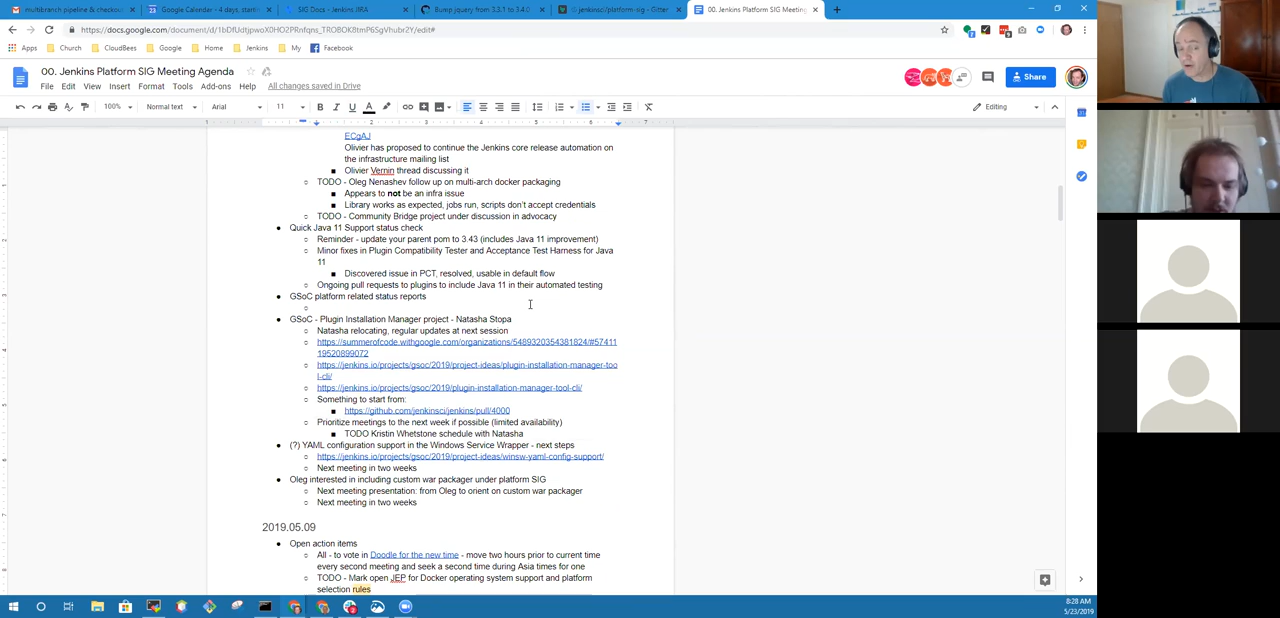 multibranch pipeline & checkou
Google Calender - 4 days, starti
SIG Docs - Jenkins JIRA
Bump jquery from 3.3.1 to 3.4.0
jenkinsci/platform-sig - Gitter
00. Jenkins Platform SIG Meeting
https://docs.google.com/document/d/1bDfUdtjpwoX0HO2PRnfqns_TROBOK8tmP6SgVhubr2Y/edit#
Apps Church CloudBees Google Home Jenkins My Facebook
00. Jenkins Platform SIG Meeting Agenda
File Edit View Insert Format Tools Add-ons Help All changes saved in Drive
Share
100% Normal text Arial 11 B I U A Editing
1 1 2 3 4 5 6 7
ECgAJ
Olivier has proposed to continue the Jenkins core release automation on
the infrastructure mailing list
Olivier Vernin thread discussing it
TODO - Oleg Nenashev follow up on multi-arch docker packaging
Appears to not be an infra issue
Library works as expected, jobs run, scripts don't accept credentials
TODO - Community Bridge project under discussion in advocacy
Quick Java 11 Support status check
Reminder - update your parent pom to 3.43 (includes Java 11 improvement)
Minor fixes in Plugin Compatibility Tester and Acceptance Test Harness for Java
11
Discovered issue in PCT, resolved, usable in default flow
Ongoing pull requests to plugins to include Java 11 in their automated testing
GSoC platform related status reports
GSoC - Plugin Installation Manager project - Natasha Stopa
Natasha relocating, regular updates at next session
https://summerofcode.withgoogle.com/organizations/5489320354381824/#57411
19520899072
https://jenkins.io/projects/gsoc/2019/project-ideas/plugin-installation-manager-too
l-cli/
https://jenkins.io/projects/gsoc/2019/plugin-installation-manager-tool-cli/
Something to start from:
https://github.com/jenkinsci/jenkins/pull/4000
Prioritize meetings to the next week if possible (limited availability)
TODO Kristin Whetstone schedule with Natasha
(?) YAML configuration support in the Windows Service Wrapper - next steps
https://jenkins.io/projects/gsoc/2019/project-ideas/winsw-yaml-config-support/
Next meeting in two weeks
Oleg interested in including custom war packager under platform SIG
Next meeting presentation: from Oleg to orient on custom war packager
Next meeting in two weeks
2019.05.09
Open action items
All - to vote in Doodle for the new time - move two hours prior to current time
every second meeting and seek a second time during Asia times for one
TODO - Mark open JEP for Docker operating system support and platform
selection rules
8:28 AM
5/23/2019